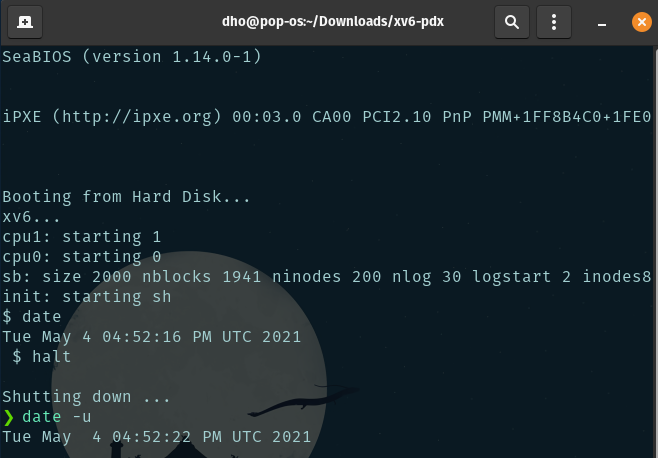 dho@pop-os:~/Downloads/xv6-pdx
SeaBIOS (version 1.14.0-1)
iPXE (http://ipxe.org) 00:03.0 CA00 PCI2.10 PnP PMM+1FF8B4C0+1FE0
Booting from Hard Disk...
xv6...
cpu1: starting 1
cpu0: starting 0
sb: size 2000 nblocks 1941 ninodes 200 nlog 30 logstart 2 inodes8
init: starting sh
$ date
Tue May 4 04:52:16 PM UTC 2021
 $ halt
Shutting down ...
❯ date -u
Tue May  4 04:52:22 PM UTC 2021